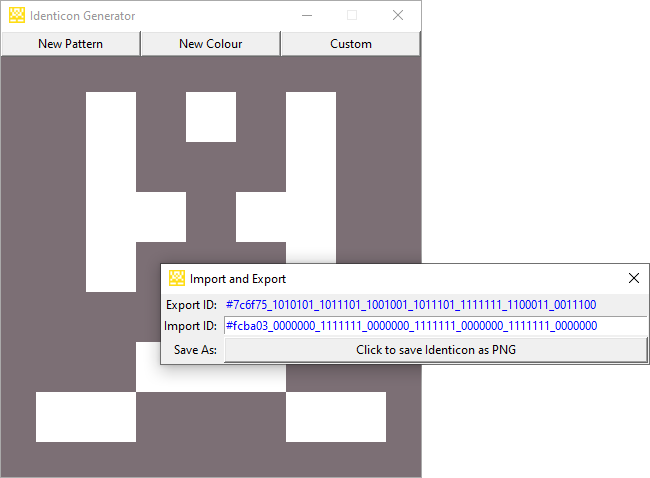 Identicon Generator
New Pattern New Colour Custom
Import and Export
Export ID: #7c6f75_1010101_1011101_1001001_1011101_1111111_1100011_0011100
Import ID: #fcba03_0000000_1111111_0000000_1111111_0000000_1111111_0000000
Save As: Click to save Identicon as PNG